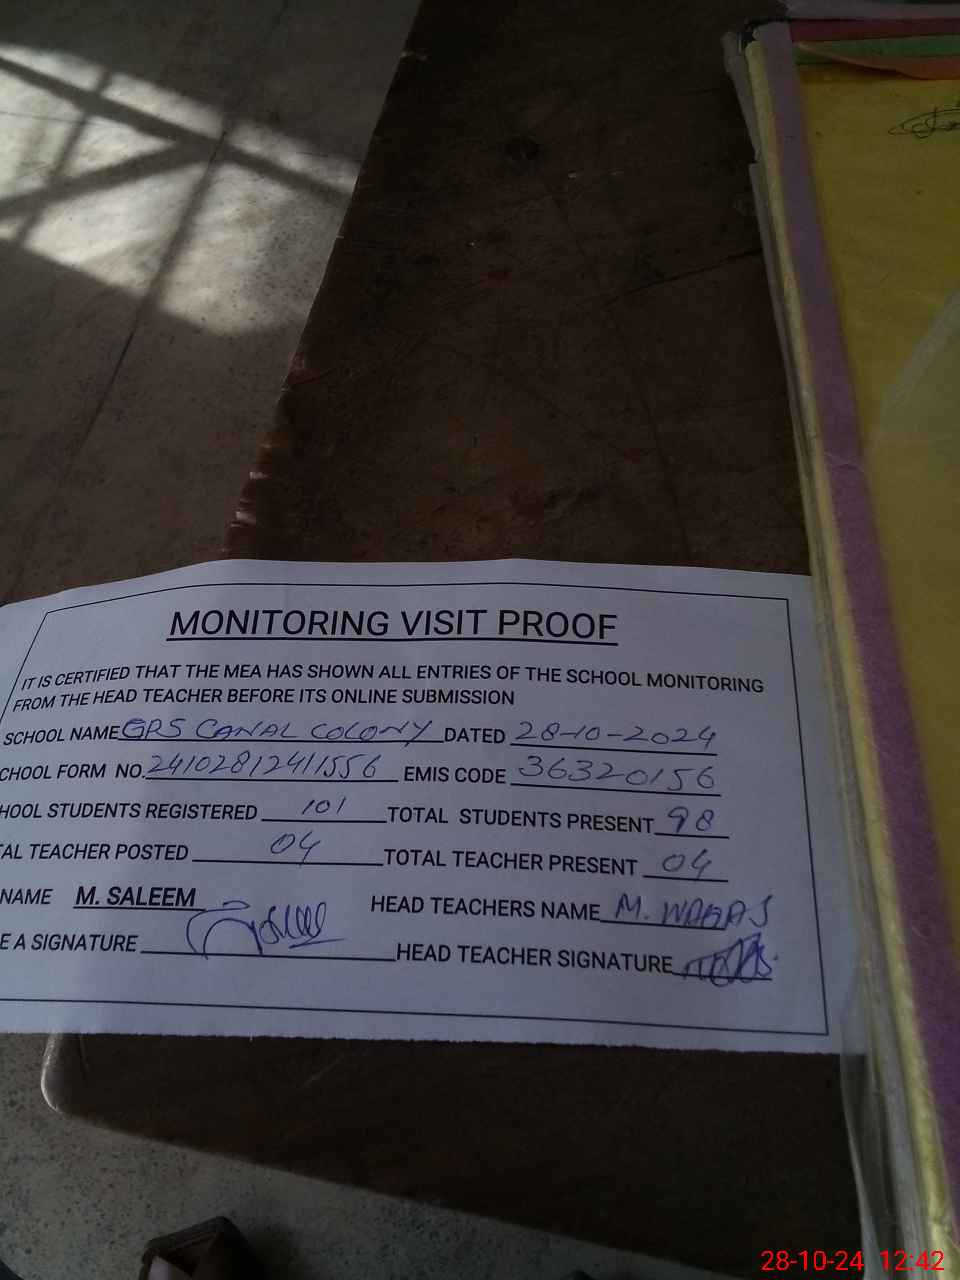 MONITORING VISIT PROOF
IT IS CERTIFIED THAT THE MEA HAS SHOWN ALL ENTRIES OF THE SCHOOL MONITORING
FROM THE HEAD TEACHER BEFORE ITS ONLINE SUBMISSION
SCHOOL NAME GPS CANAL COLONY DATED 28-10-2024
CHOOL FORM NO. 24102812411556 EMIS CODE 36320156
HOOL STUDENTS REGISTERED 101 TOTAL STUDENTS PRESENT 98
AL TEACHER POSTED 04 TOTAL TEACHER PRESENT 04
NAME M. SALEEM HEAD TEACHERS NAME M. WAQAS
E A SIGNATURE HEAD TEACHER SIGNATURE
28-10-24 12:42